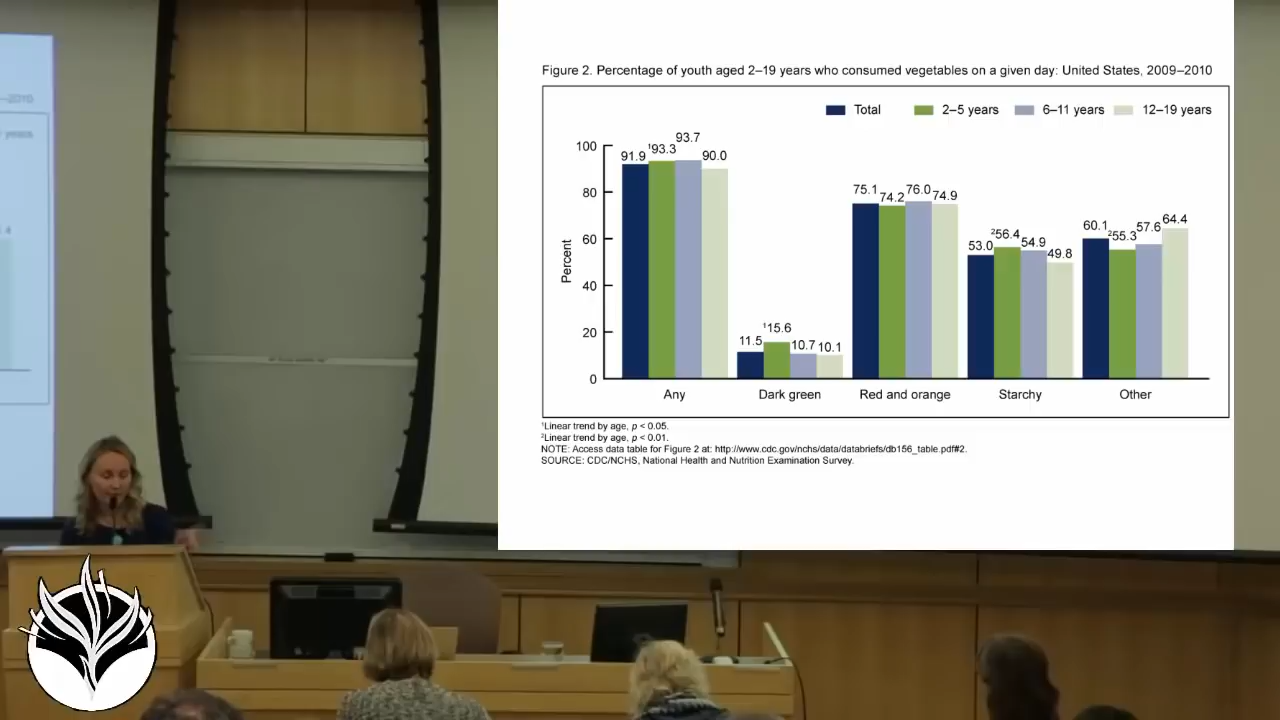 Figure 2. Percentage of youth aged 2–19 years who consumed vegetables on a given day: United States, 2009–2010
Total 2–5 years 6–11 years 12–19 years
Percent
100
80
60
40
20
0
91.9 ¹93.3 93.7 90.0
11.5 ¹15.6 10.7 10.1
75.1 74.2 76.0 74.9
53.0 ²56.4 54.9 49.8
60.1 ²55.3 57.6 64.4
Any Dark green Red and orange Starchy Other
¹Linear trend by age, p < 0.05.
²Linear trend by age, p < 0.01.
NOTE: Access data table for Figure 2 at: http://www.cdc.gov/nchs/data/databriefs/db156_table.pdf#2.
SOURCE: CDC/NCHS, National Health and Nutrition Examination Survey.
–2010
years
4